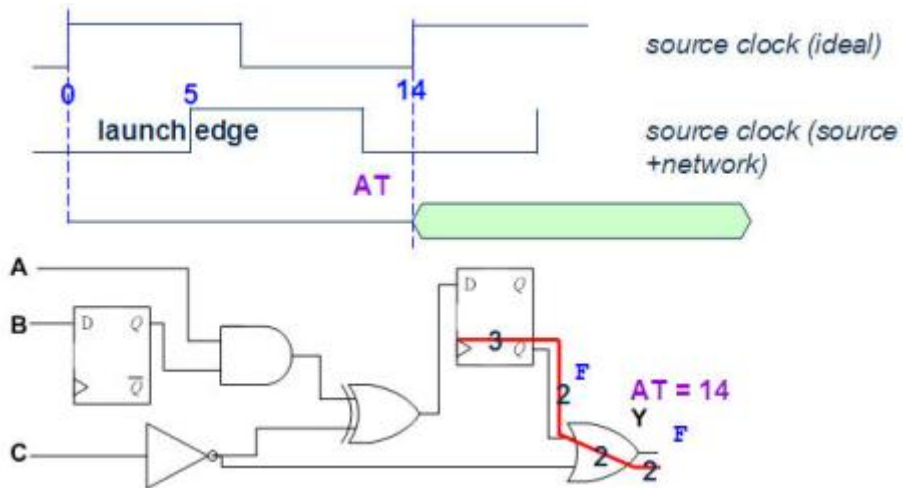 source clock (ideal)
0 5 14
launch edge
source clock (source
+network)
AT
A
B
D Q
Q
C
D Q
3
Q
F
2
AT = 14
Y
F
2
2